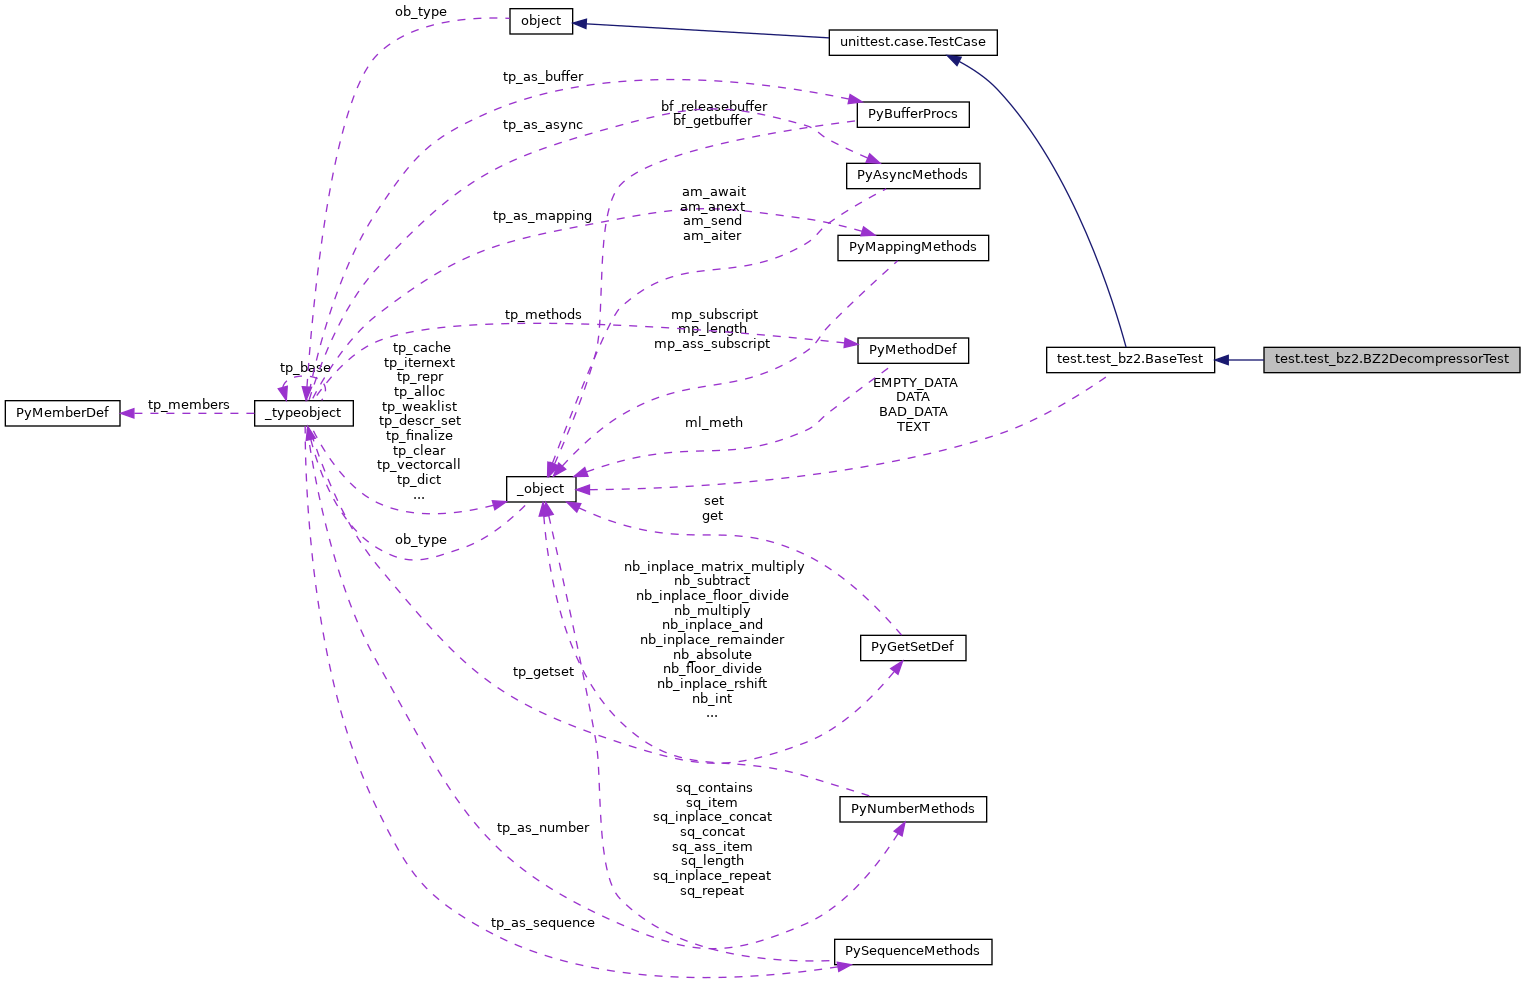 ob_type
object
unittest.case.TestCase
tp_as_buffer
bf_releasebuffer
bf_getbuffer
PyBufferProcs
tp_as_async
PyAsyncMethods
am_await
am_anext
am_send
am_aiter
tp_as_mapping
PyMappingMethods
tp_methods
mp_subscript
mp_length
mp_ass_subscript
PyMethodDef
test.test_bz2.BaseTest
test.test_bz2.BZ2DecompressorTest
tp_base
tp_cache
tp_iternext
tp_repr
tp_alloc
tp_weaklist
tp_descr_set
tp_finalize
tp_clear
tp_vectorcall
tp_dict
...
EMPTY_DATA
DATA
BAD_DATA
TEXT
PyMemberDef
tp_members
_typeobject
ml_meth
_object
set
get
ob_type
nb_inplace_matrix_multiply
nb_subtract
nb_inplace_floor_divide
nb_multiply
nb_inplace_and
nb_inplace_remainder
nb_absolute
nb_floor_divide
nb_inplace_rshift
nb_int
...
PyGetSetDef
tp_getset
sq_contains
sq_item
sq_inplace_concat
sq_concat
sq_ass_item
sq_length
sq_inplace_repeat
sq_repeat
PyNumberMethods
tp_as_number
tp_as_sequence
PySequenceMethods